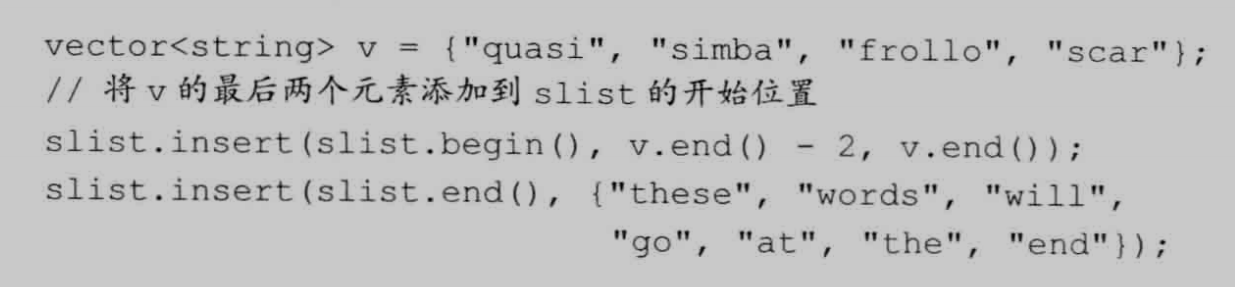 vector<string> v = {"quasi", "simba", "frollo", "scar"};
// 将 v 的最后两个元素添加到 slist 的开始位置
slist.insert(slist.begin(), v.end() - 2, v.end());
slist.insert(slist.end(), {"these", "words", "will",
"go", "at", "the", "end"});